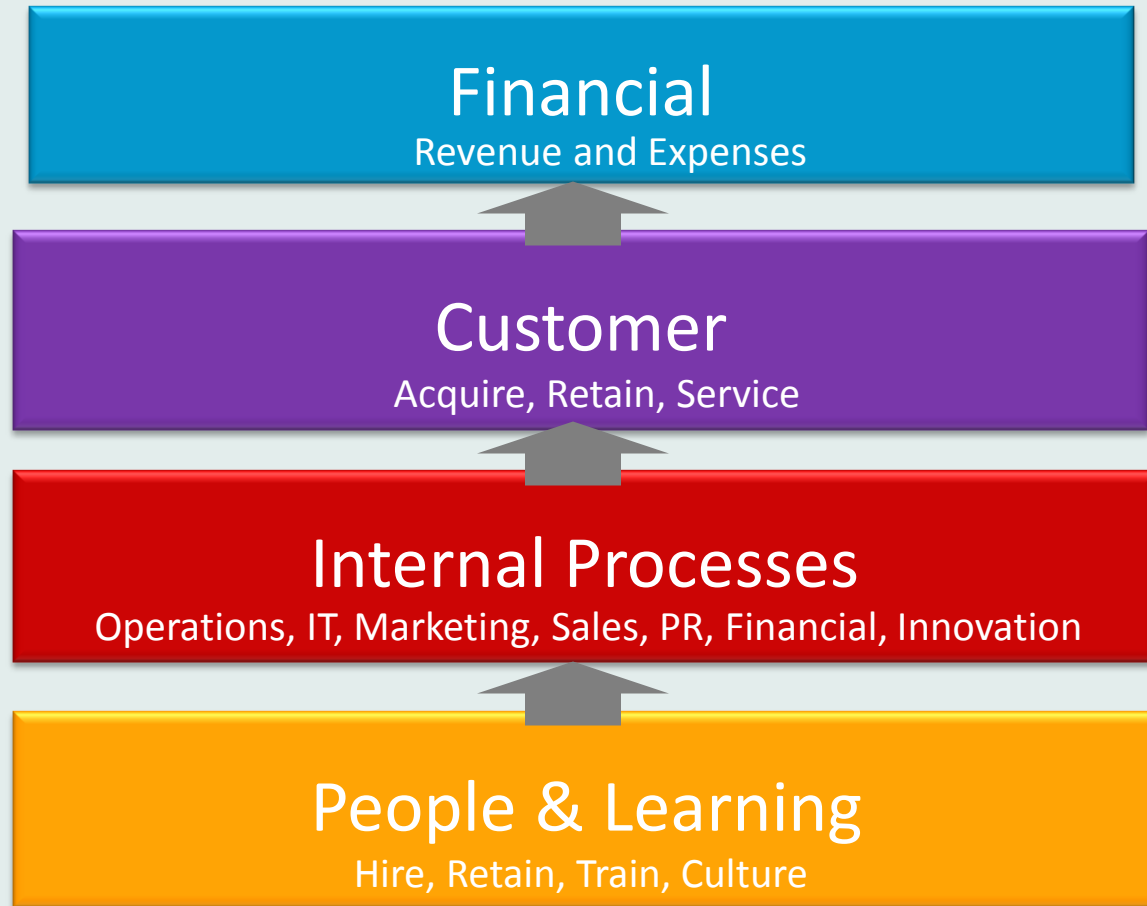 Financial
Revenue and Expenses
Customer
Acquire, Retain, Service
Internal Processes
Operations, IT, Marketing, Sales, PR, Financial, Innovation
People & Learning
Hire, Retain, Train, Culture